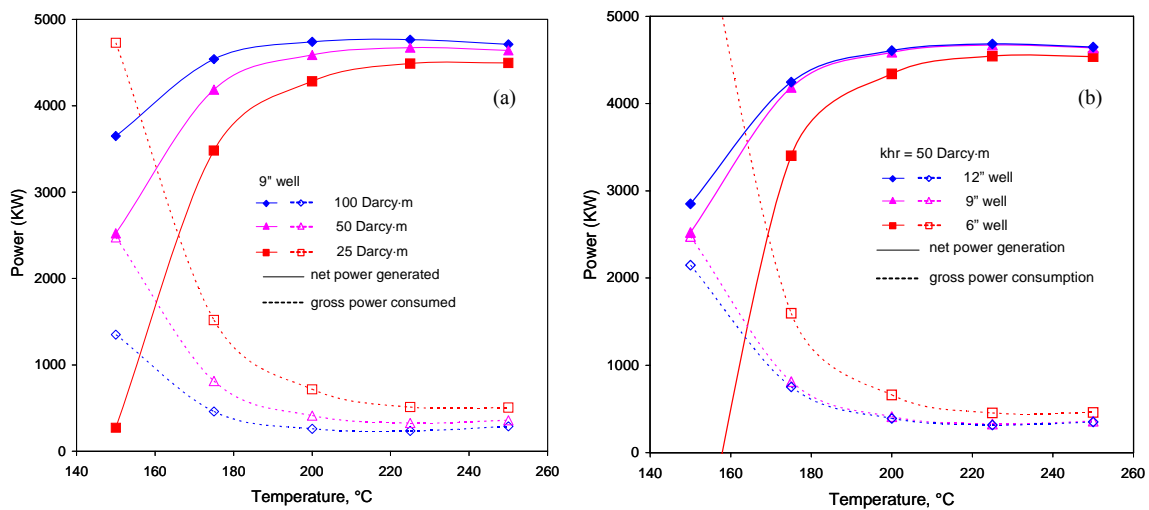 5000
4000
3000
2000
1000
0
Power (KW)
(a)
9” well
100 Darcy·m
50 Darcy·m
25 Darcy·m
net power generated
gross power consumed
140 160 180 200 220 240 260
Temperature, °C
5000
4000
3000
2000
1000
0
Power (KW)
(b)
khr = 50 Darcy·m
12” well
9” well
6” well
net power generation
gross power consumption
140 160 180 200 220 240 260
Temperature, °C